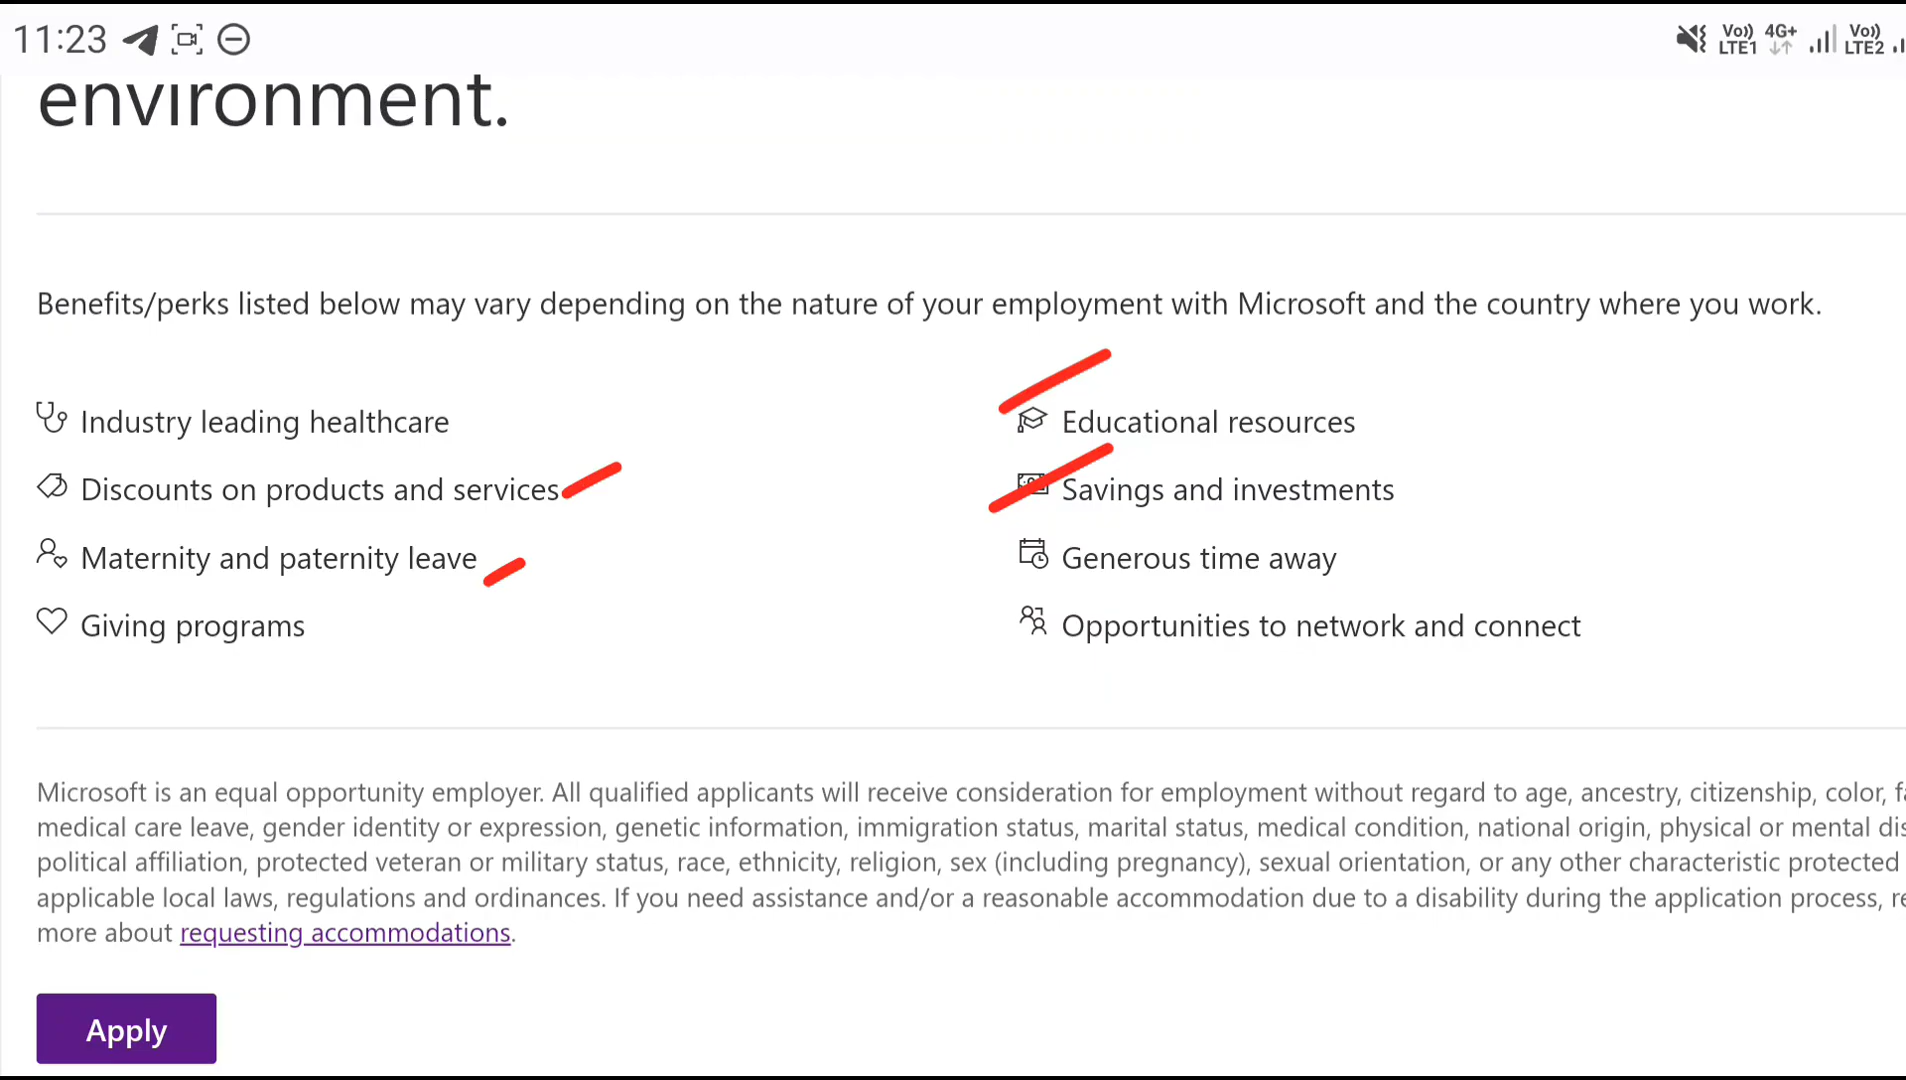 11:23 Vo)) LTE1 4G+ Vo)) LTE2
environment.
Benefits/perks listed below may vary depending on the nature of your employment with Microsoft and the country where you work.
Industry leading healthcare
Educational resources
Discounts on products and services
Savings and investments
Maternity and paternity leave
Generous time away
Giving programs
Opportunities to network and connect
Microsoft is an equal opportunity employer. All qualified applicants will receive consideration for employment without regard to age, ancestry, citizenship, color,
medical care leave, gender identity or expression, genetic information, immigration status, marital status, medical condition, national origin, physical or mental
political affiliation, protected veteran or military status, race, ethnicity, religion, sex (including pregnancy), sexual orientation, or any other characteristic protected
applicable local laws, regulations and ordinances. If you need assistance and/or a reasonable accommodation due to a disability during the application process,
more about requesting accommodations.
Apply